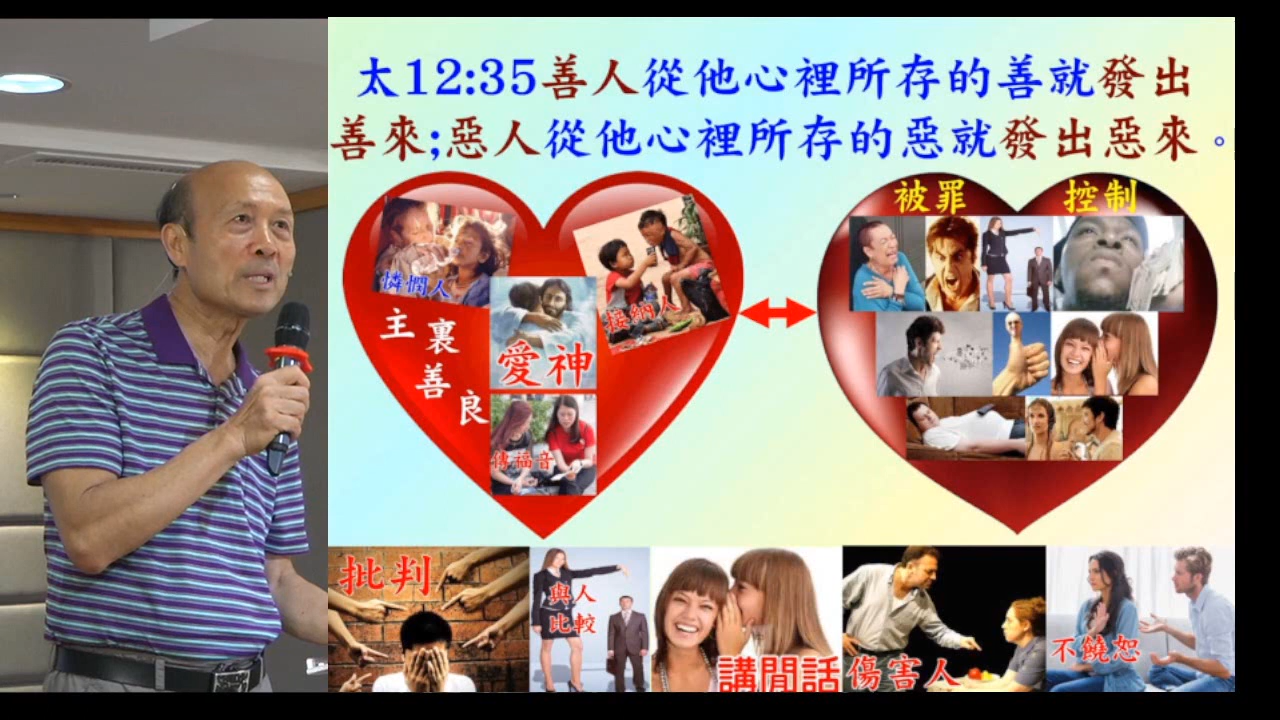 太12:35善人從他心裡所存的善就發出
善來;惡人從他心裡所存的惡就發出惡來。
憐憫人
接納人
主裏善良
愛神
傳福音
被罪 控制
批判
與人
比較
講閒話
傷害人
不饒恕